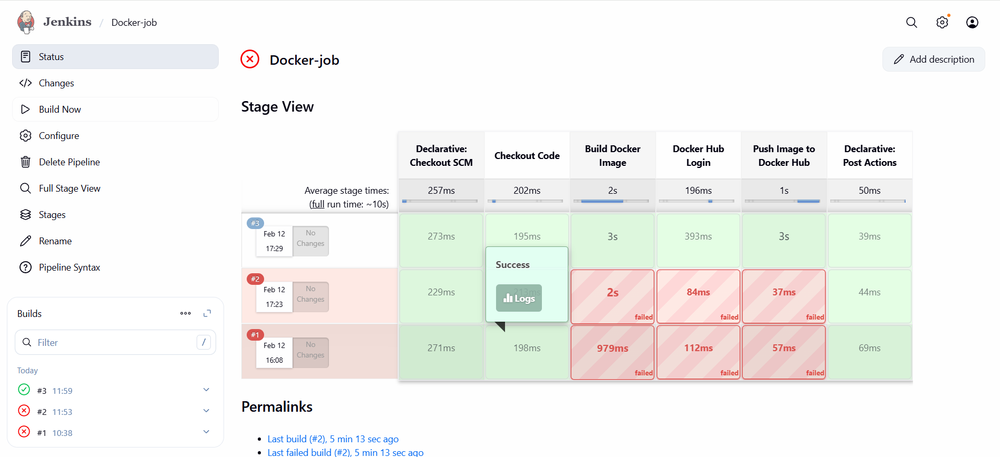 Jenkins / Docker-job
Status
Changes
Build Now
Configure
Delete Pipeline
Full Stage View
Stages
Rename
Pipeline Syntax
Builds
Filter
/
Today
#3 11:59
#2 11:53
#1 10:38
Docker-job
Add description
Stage View
Declarative: Checkout SCM
Checkout Code
Build Docker Image
Docker Hub Login
Push Image to Docker Hub
Declarative: Post Actions
Average stage times:
(full run time: ~10s)
257ms
202ms
2s
196ms
1s
50ms
#3
Feb 12
17:29
No
Changes
273ms
195ms
3s
393ms
3s
39ms
Success
Logs
#2
Feb 12
17:23
No
Changes
229ms
213ms
2s
failed
84ms
failed
37ms
failed
44ms
#1
Feb 12
16:08
No
Changes
271ms
198ms
979ms
failed
112ms
failed
57ms
failed
69ms
Permalinks
Last build (#2), 5 min 13 sec ago
Last failed build (#2), 5 min 13 sec ago